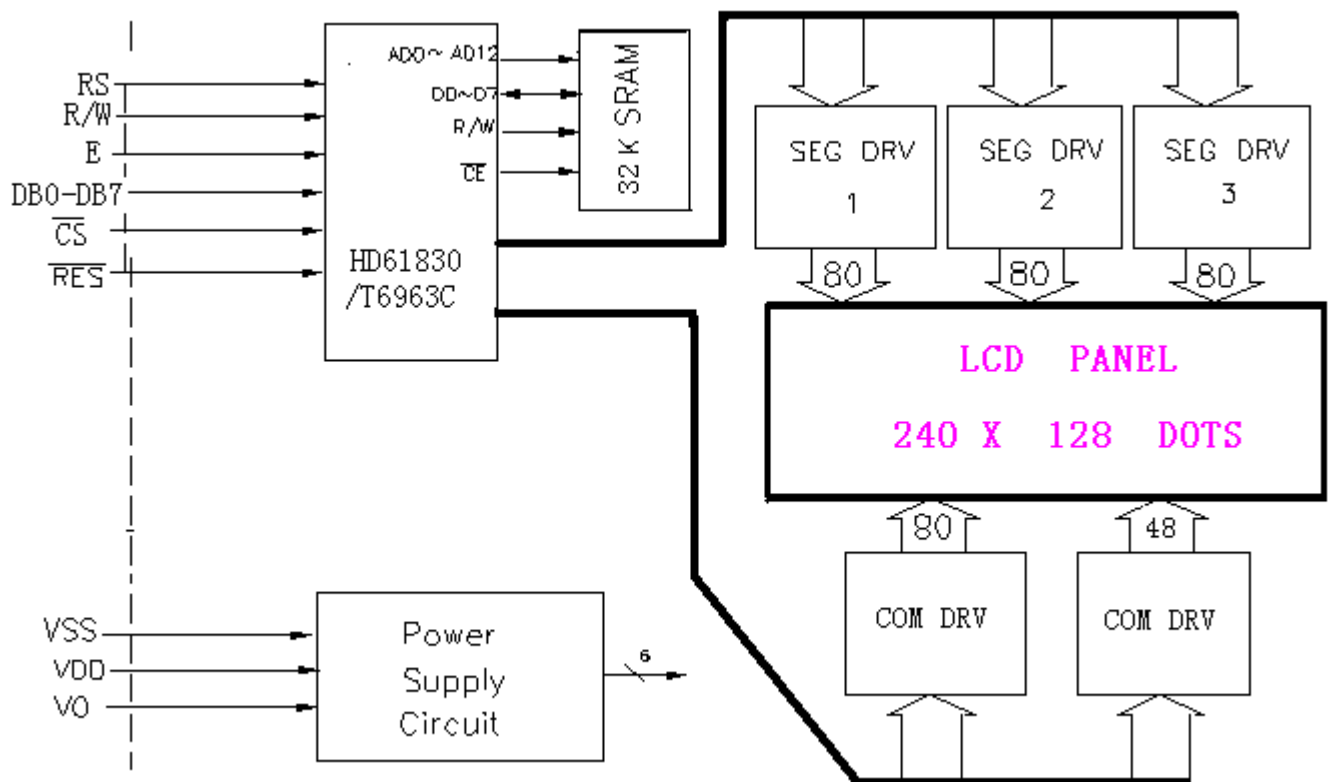 RS
R/W
E
DB0-DB7
CS
RES
AD0~ AD12
DD~D7
R/W
CE
HD61830
/T6963C
32 K SRAM
SEG DRV
1
SEG DRV
2
SEG DRV
3
80
80
80
LCD PANEL
240 X 128 DOTS
80
48
COM DRV
COM DRV
VSS
VDD
VO
Power
Supply
Circuit
6